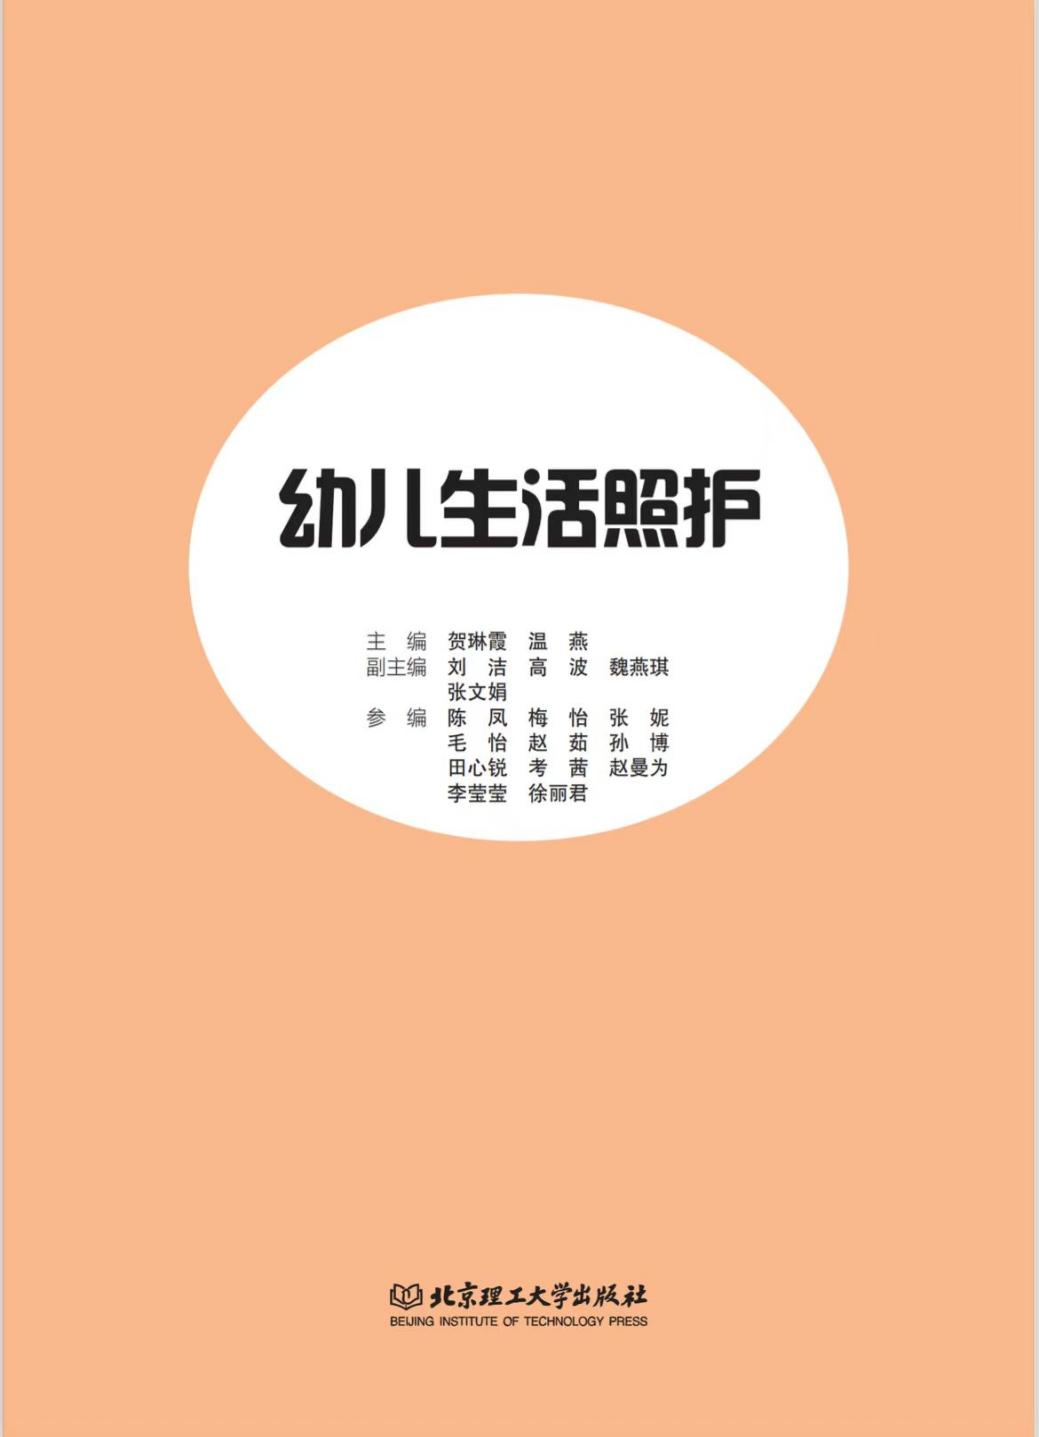 幼儿生活照护
主　编　贺琳霞　温　燕
副主编　刘　洁　高　波　魏燕琪
张文娟
参　编　陈　凤　梅　怡　张　妮
毛　怡　赵　茹　孙　博
田心锐　考　茜　赵曼为
李莹莹　徐丽君
北京理工大学出版社
BEIJING INSTITUTE OF TECHNOLOGY PRESS